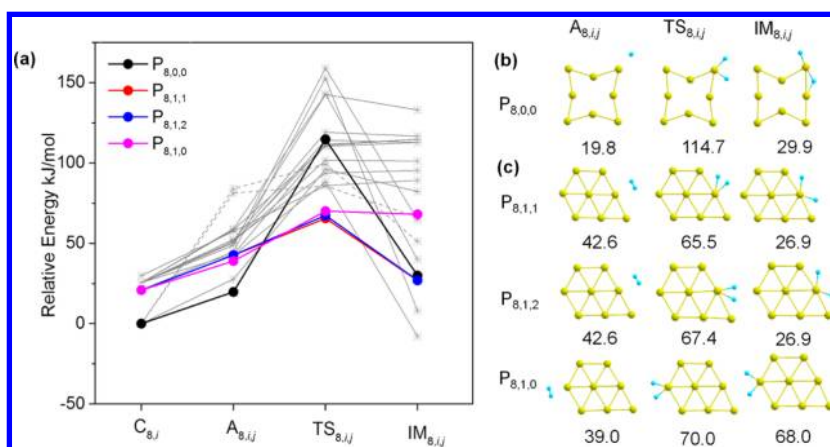 (a)
Relative Energy kJ/mol
150
100
50
0
-50
P8,0,0
P8,1,1
P8,1,2
P8,1,0
C8,i
A8,i,j
TS8,i,j
IM8,i,j
A8,i,j TS8,i,j IM8,i,j
(b)
P8,0,0
19.8 114.7 29.9
(c)
P8,1,1
42.6 65.5 26.9
P8,1,2
42.6 67.4 26.9
P8,1,0
39.0 70.0 68.0